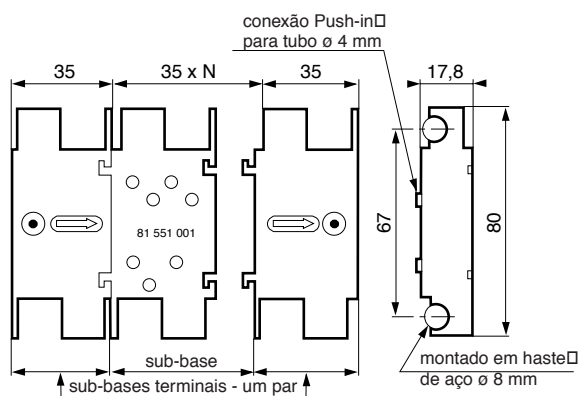 conexão Push-in□
para tubo ø 4 mm
35
35 x N
35
17,8
81 551 001
67
80
sub-base
sub-bases terminais - um par
montado em haste□
de aço ø 8 mm